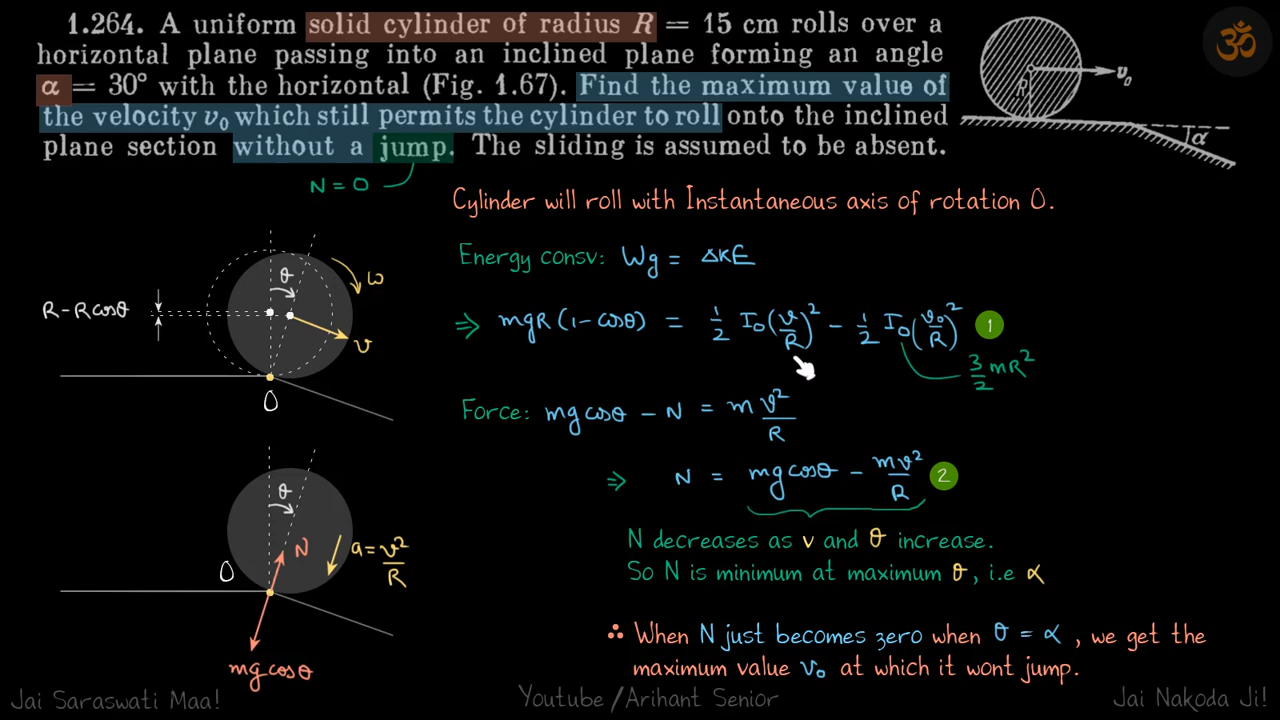 1.264. A uniform solid cylinder of radius R = 15 cm rolls over a
horizontal plane passing into an inclined plane forming an angle
α = 30° with the horizontal (Fig. 1.67). Find the maximum value of
the velocity v₀ which still permits the cylinder to roll onto the inclined
plane section without a jump. The sliding is assumed to be absent.
R
v₀
α
ॐ
N = 0
Cylinder will roll with Instantaneous axis of rotation O.
Energy consv: Wg = ΔKE
⇒ mgR (1 - cosθ) = 1/2 I₀ (v/R)² - 1/2 I₀ (v₀/R)² 1
3/2 mR²
θ
ω
R - R cosθ
v
O
Force: mg cosθ - N = m v²/R
⇒ N = mg cosθ - mv²/R 2
θ
N
a = v²/R
O
mg cosθ
N decreases as v and θ increase.
So N is minimum at maximum θ, i.e α
∴ When N just becomes zero when θ = α, we get the
maximum value v₀ at which it wont jump.
Jai Saraswati Maa!
Youtube /Arihant Senior
Jai Nakoda Ji!